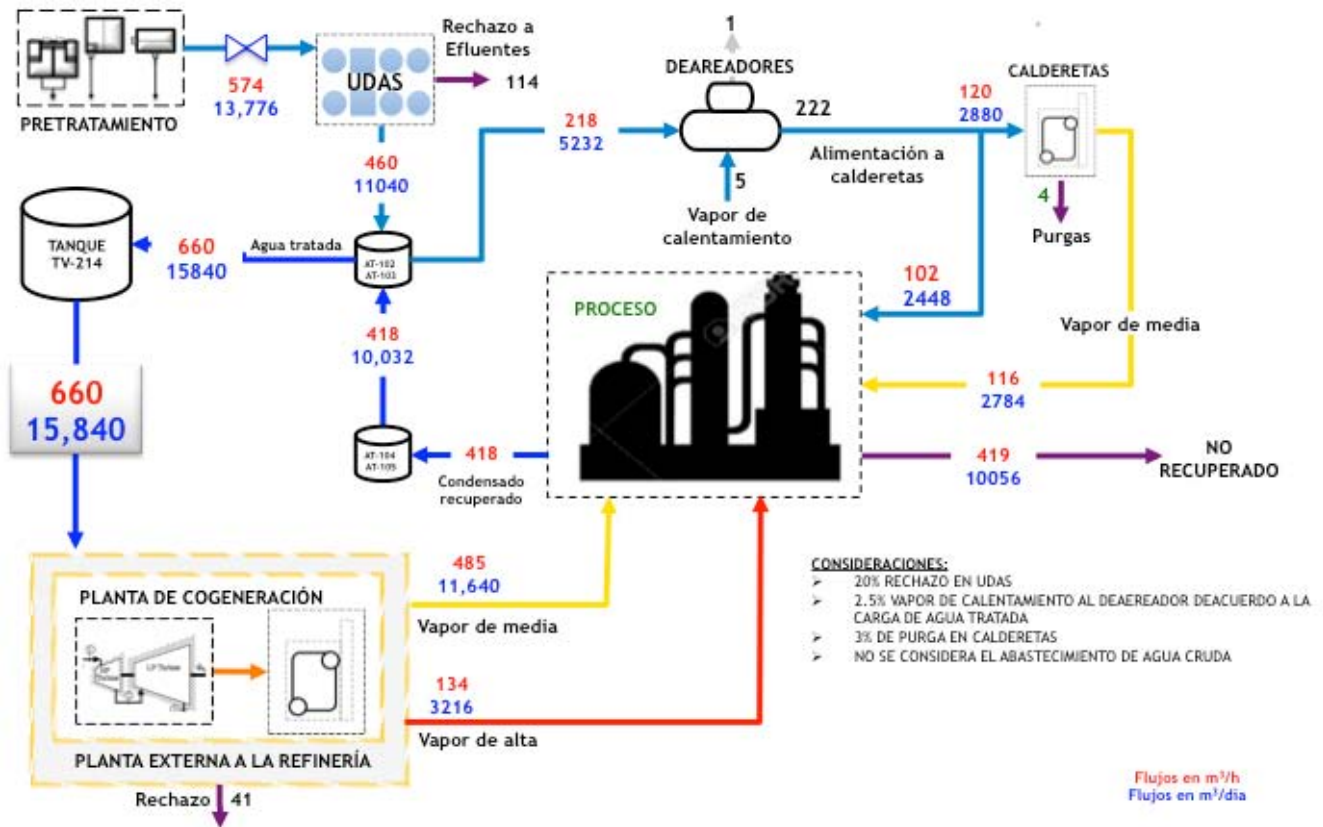 PRETRATAMIENTO
574
13,776
UDAS
Rechazo a
Efluentes
114
460
11040
218
5232
1
DEAREADORES
222
Alimentación a
calderetas
5
Vapor de
calentamiento
CALDERETAS
120
2880
4
Purgas
TANQUE
TV-214
660
15840
Agua tratada
AT-102
AT-103
102
2448
Vapor de media
PROCESO
418
10,032
116
2784
660
15,840
AT-104
AT-105
418
Condensado
recuperado
419
10056
NO
RECUPERADO
485
11,640
Vapor de media
PLANTA DE COGENERACIÓN
134
3216
Vapor de alta
PLANTA EXTERNA A LA REFINERÍA
Rechazo 41
CONSIDERACIONES:
➢ 20% RECHAZO EN UDAS
➢ 2.5% VAPOR DE CALENTAMIENTO AL DEAEREADOR DEACUERDO A LA
CARGA DE AGUA TRATADA
➢ 3% DE PURGA EN CALDERETAS
➢ NO SE CONSIDERA EL ABASTECIMIENTO DE AGUA CRUDA
Flujos en m³/h
Flujos en m³/dia